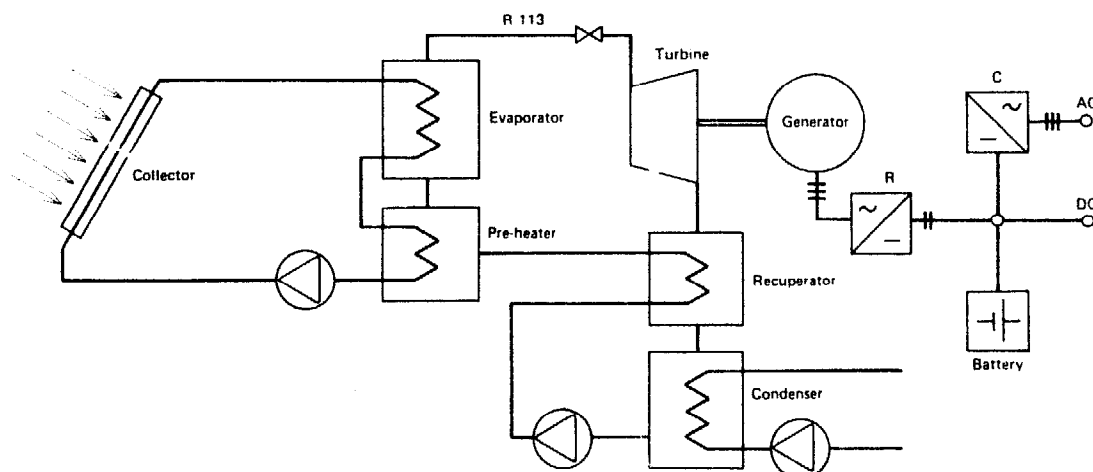 R 113
Turbine
C
AC
Evaporator
Generator
Collector
R
DC
Pre-heater
Recuperator
Battery
Condenser